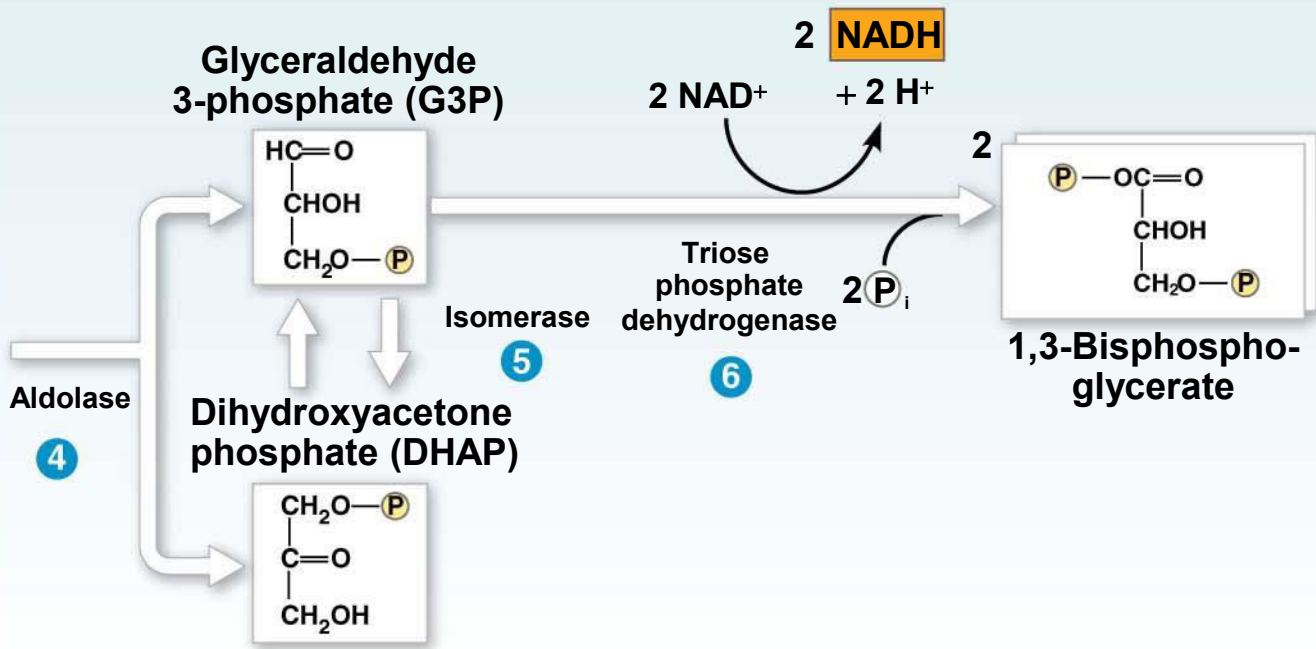 Glyceraldehyde
3-phosphate (G3P)
HC=O
CHOH
CH₂O—P
Aldolase
4
Isomerase
5
Dihydroxyacetone
phosphate (DHAP)
CH₂O—P
C=O
CH₂OH
2 NAD⁺
2 NADH
+ 2 H⁺
Triose
phosphate
dehydrogenase
6
2 Pᵢ
2
P—OC=O
CHOH
CH₂O—P
1,3-Bisphospho-
glycerate